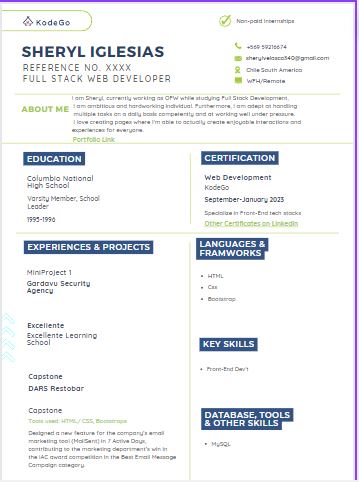 KodeGo
Non-paid Internships
SHERYL IGLESIAS
REFERENCE NO. XXXX
FULL STACK WEB DEVELOPER
+569 59216674
sherylvelasco340@gmail.com
Chile South America
WFH/Remote
ABOUT ME
I am Sheryl, currently working as OFW while studying Full Stack Development,
I am ambitious and hardworking individual. Furthermore, I am adept at handling
multiple tasks on a daily basis competently and at working well under pressure.
I love creating pages where I'm able to actually create enjoyable interactions and
experiences for everyone.
Portfolio Link
EDUCATION
Columbia National
High School
Varsity Member, School
Leader
1995-1996
CERTIFICATION
Web Development
KodeGo
September-January 2023
Specialize in Front-End tech stacks
Other Certificates on Linkedin
EXPERIENCES & PROJECTS
MiniProject 1
Gardavu Security
Agency
Excellente
Excellente Learning
School
Capstone
DARS Restobar
Capstone
Tools used: HTML/ CSS, Bootstraps
Designed a new feature for the company's email
marketing tool (MailSent) in 7 Active Days,
contributing to the marketing department's win in
the IAC award competition in the Best Email Message
Campaign category.
LANGUAGES &
FRAMWORKS
HTML
Css
Bootstrap
KEY SKILLS
Front-End Dev't
DATABASE, TOOLS
& OTHER SKILLS
MySQL